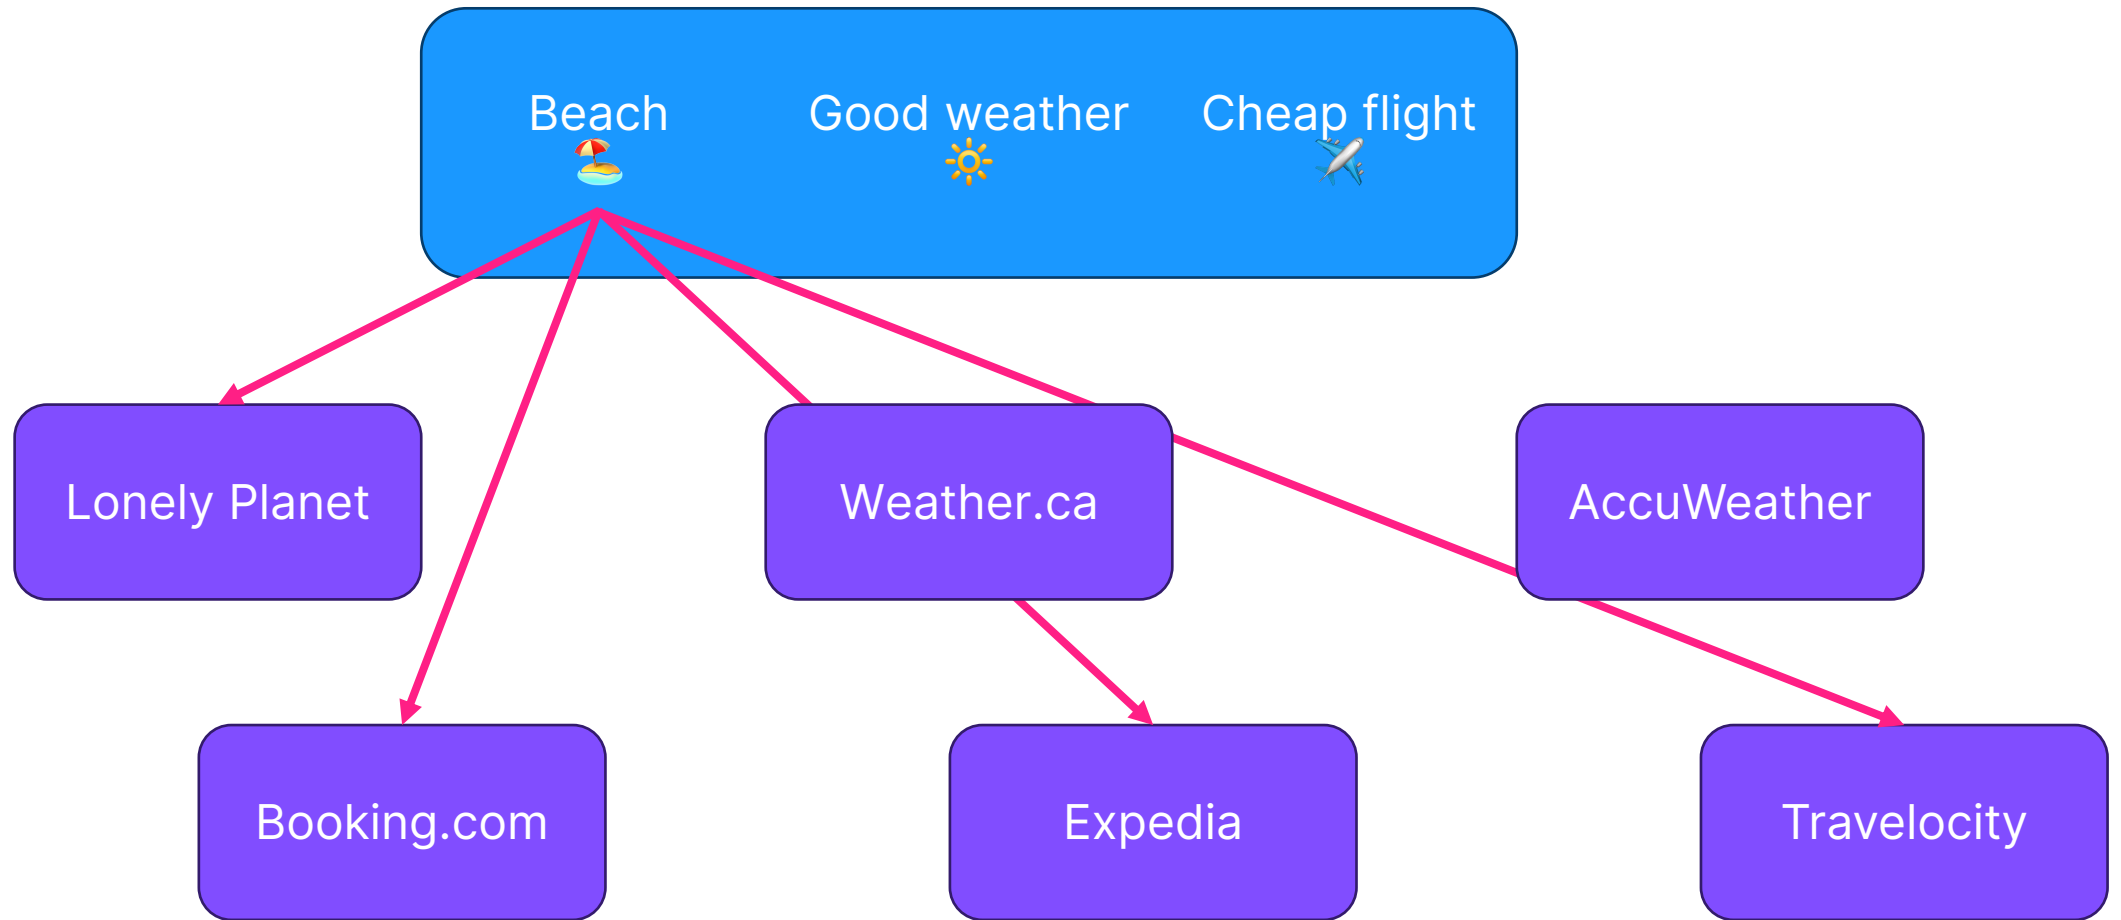 Beach
Good weather
Cheap flight
Lonely Planet
Weather.ca
AccuWeather
Booking.com
Expedia
Travelocity